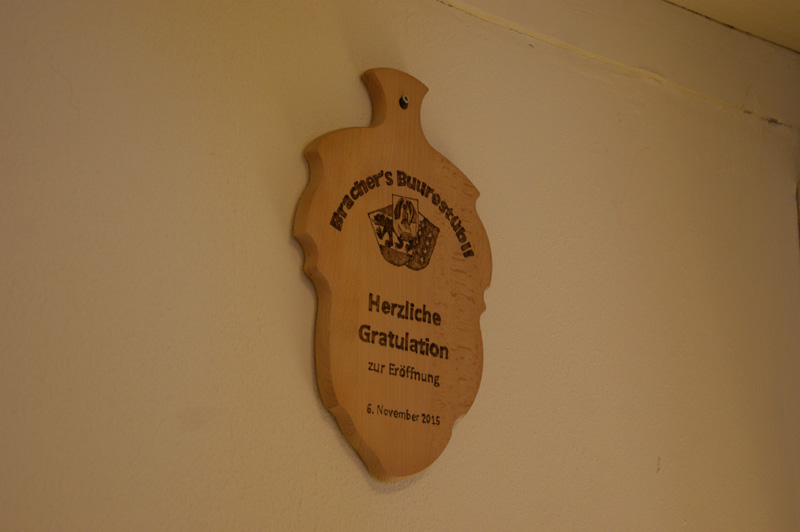 Bracher's Buurestübli
Herzliche
Gratulation
zur Eröffnung
6. November 2015